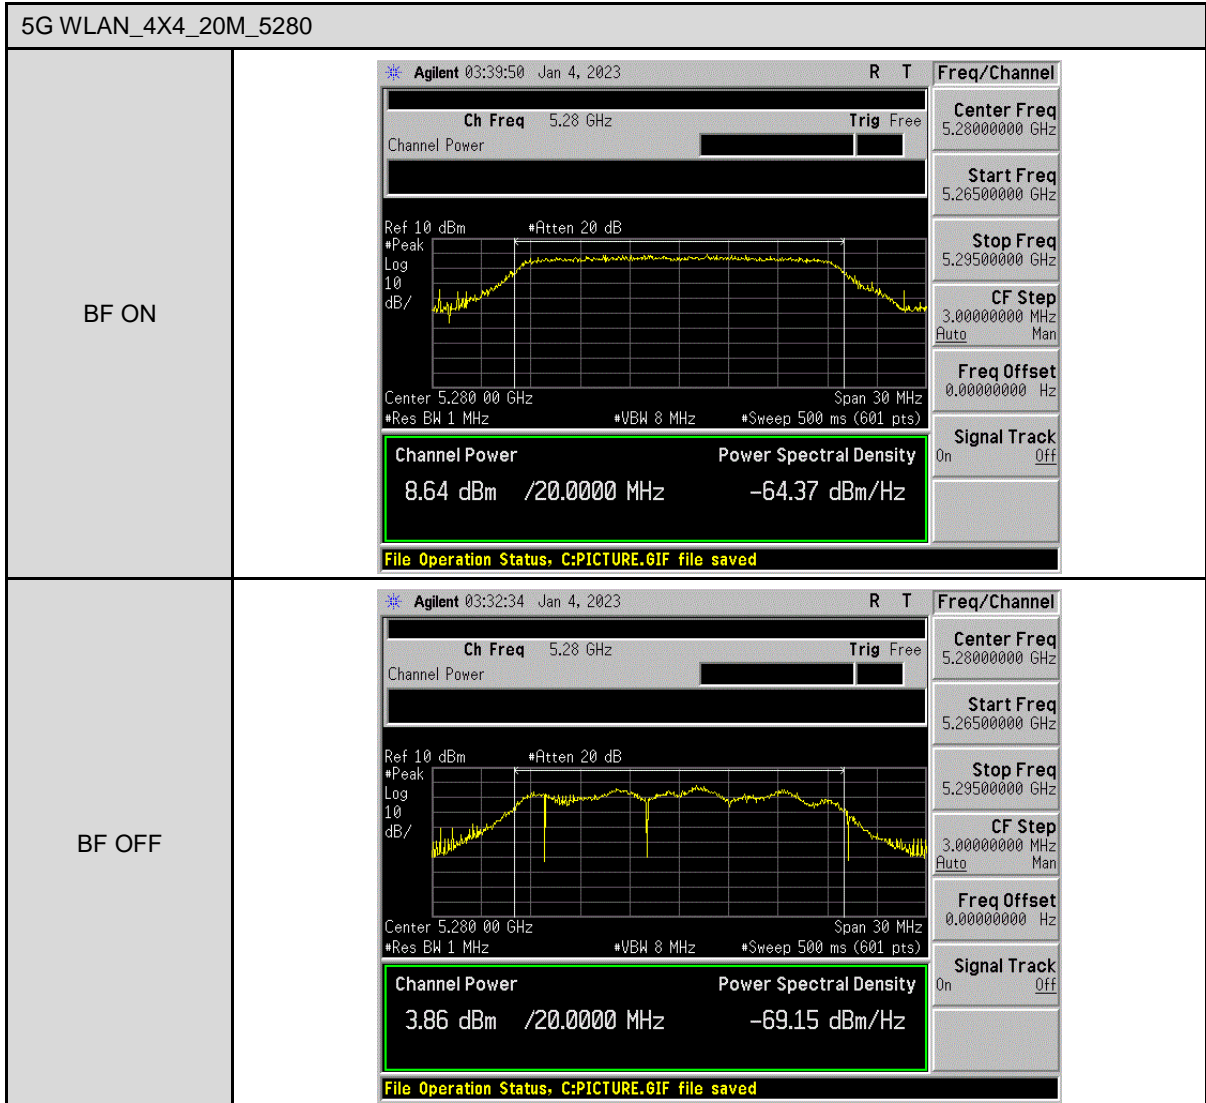 5G WLAN_4X4_20M_5280
BF ON
Agilent 03:39:50 Jan 4, 2023 R T
Freq/Channel
Ch Freq 5.28 GHz Trig Free
Channel Power
Center Freq
5.28000000 GHz
Start Freq
5.26500000 GHz
Stop Freq
5.29500000 GHz
CF Step
3.00000000 MHz
Auto Man
Freq Offset
0.00000000 Hz
Signal Track
On Off
Ref 10 dBm #Atten 20 dB
#Peak
Log
10
dB/
Center 5.280 00 GHz Span 30 MHz
#Res BW 1 MHz #VBW 8 MHz #Sweep 500 ms (601 pts)
Channel Power Power Spectral Density
8.64 dBm /20.0000 MHz -64.37 dBm/Hz
File Operation Status, C:PICTURE.GIF file saved
BF OFF
Agilent 03:32:34 Jan 4, 2023 R T
Freq/Channel
Ch Freq 5.28 GHz Trig Free
Channel Power
Center Freq
5.28000000 GHz
Start Freq
5.26500000 GHz
Stop Freq
5.29500000 GHz
CF Step
3.00000000 MHz
Auto Man
Freq Offset
0.00000000 Hz
Signal Track
On Off
Ref 10 dBm #Atten 20 dB
#Peak
Log
10
dB/
Center 5.280 00 GHz Span 30 MHz
#Res BW 1 MHz #VBW 8 MHz #Sweep 500 ms (601 pts)
Channel Power Power Spectral Density
3.86 dBm /20.0000 MHz -69.15 dBm/Hz
File Operation Status, C:PICTURE.GIF file saved